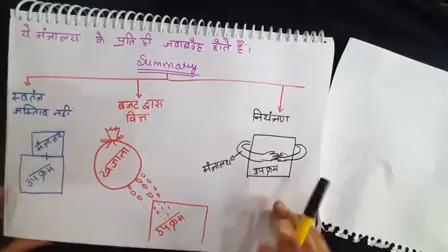 ये मंत्रालय के प्रति ही जवाबदेह होते हैं।
Summary
स्वतंत्र
अस्तित्व नहीं
बजट द्वारा
वित्त
नियंत्रण
मंत्रालय
उपक्रम
खजाना
उपक्रम
मंत्रालय
उपक्रम